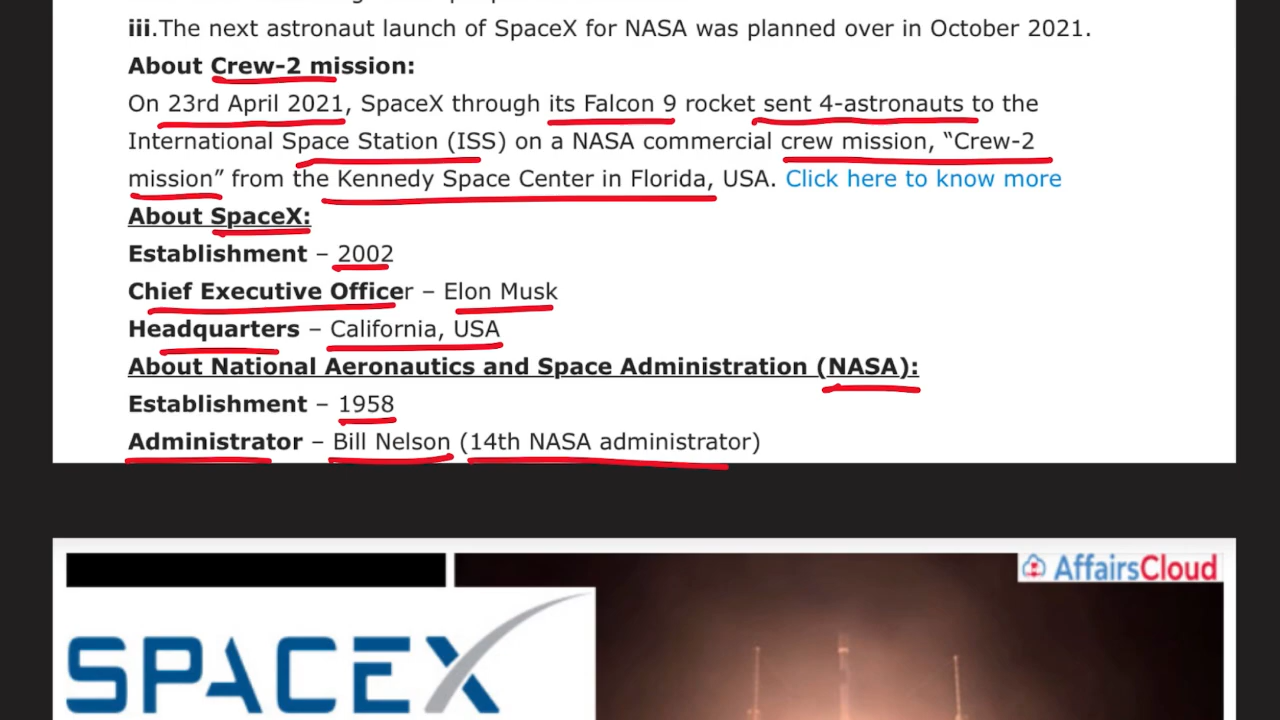 iii.The next astronaut launch of SpaceX for NASA was planned over in October 2021.
About Crew-2 mission:
On 23rd April 2021, SpaceX through its Falcon 9 rocket sent 4-astronauts to the
International Space Station (ISS) on a NASA commercial crew mission, “Crew-2
mission” from the Kennedy Space Center in Florida, USA. Click here to know more
About SpaceX:
Establishment – 2002
Chief Executive Officer – Elon Musk
Headquarters – California, USA
About National Aeronautics and Space Administration (NASA):
Establishment – 1958
Administrator – Bill Nelson (14th NASA administrator)
AffairsCloud
SPACEX